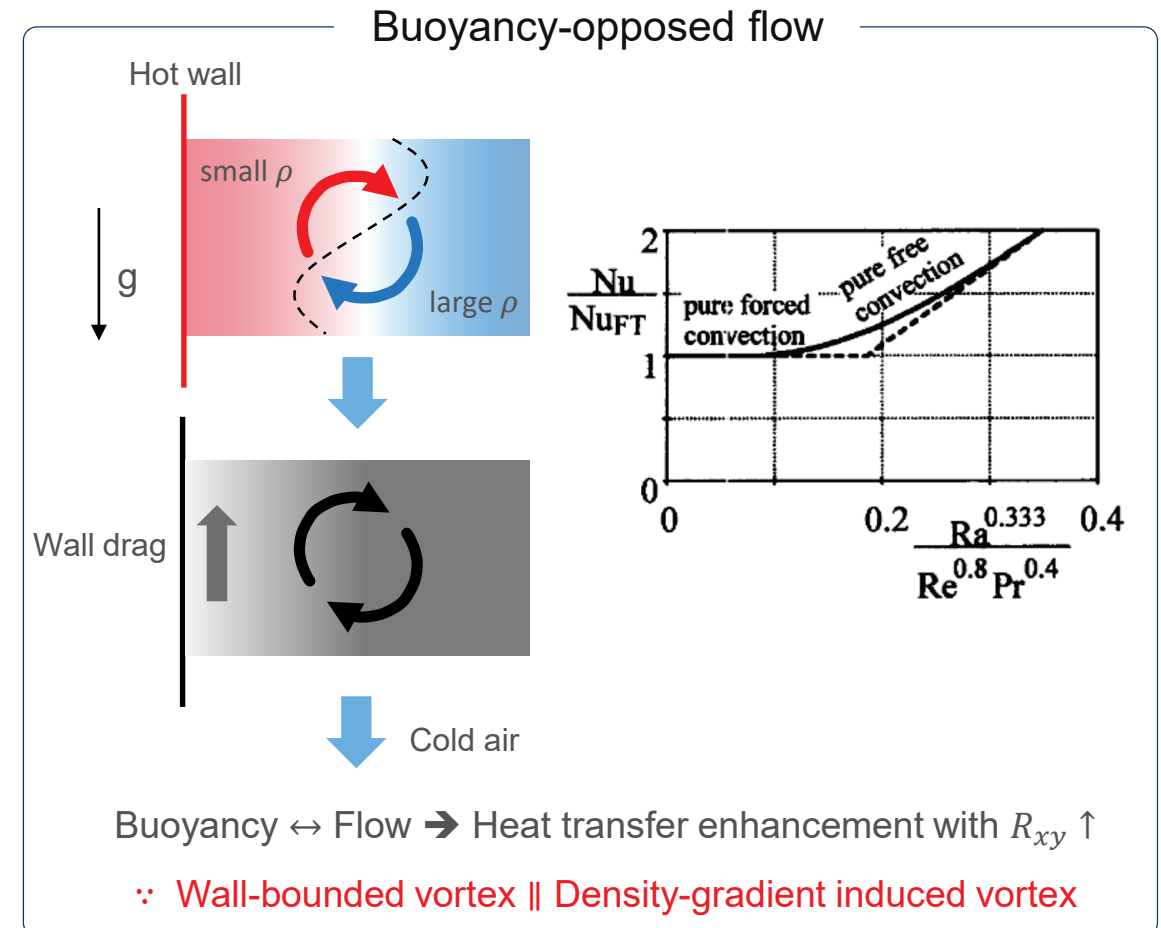 Buoyancy-opposed flow
Hot wall
small ρ
g
large ρ
Wall drag
Cold air
2
Nu
NuFT
1
0
pure forced
convection
pure free
convection
0
0.2
0.4
Ra^0.333
Re^0.8 Pr^0.4
Buoyancy ↔ Flow ➔ Heat transfer enhancement with R_xy ↑
∵ Wall-bounded vortex ∥ Density-gradient induced vortex